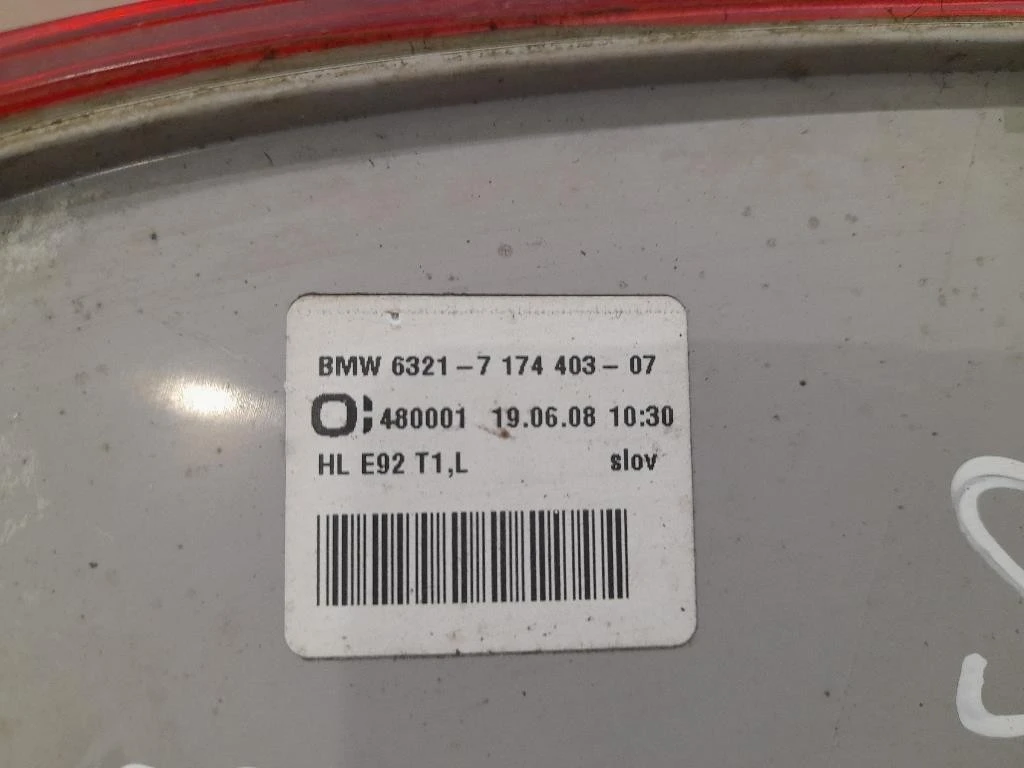 BMW 6321-7 174 403-07
480001 19.06.08 10:30
HL E92 T1,L slov